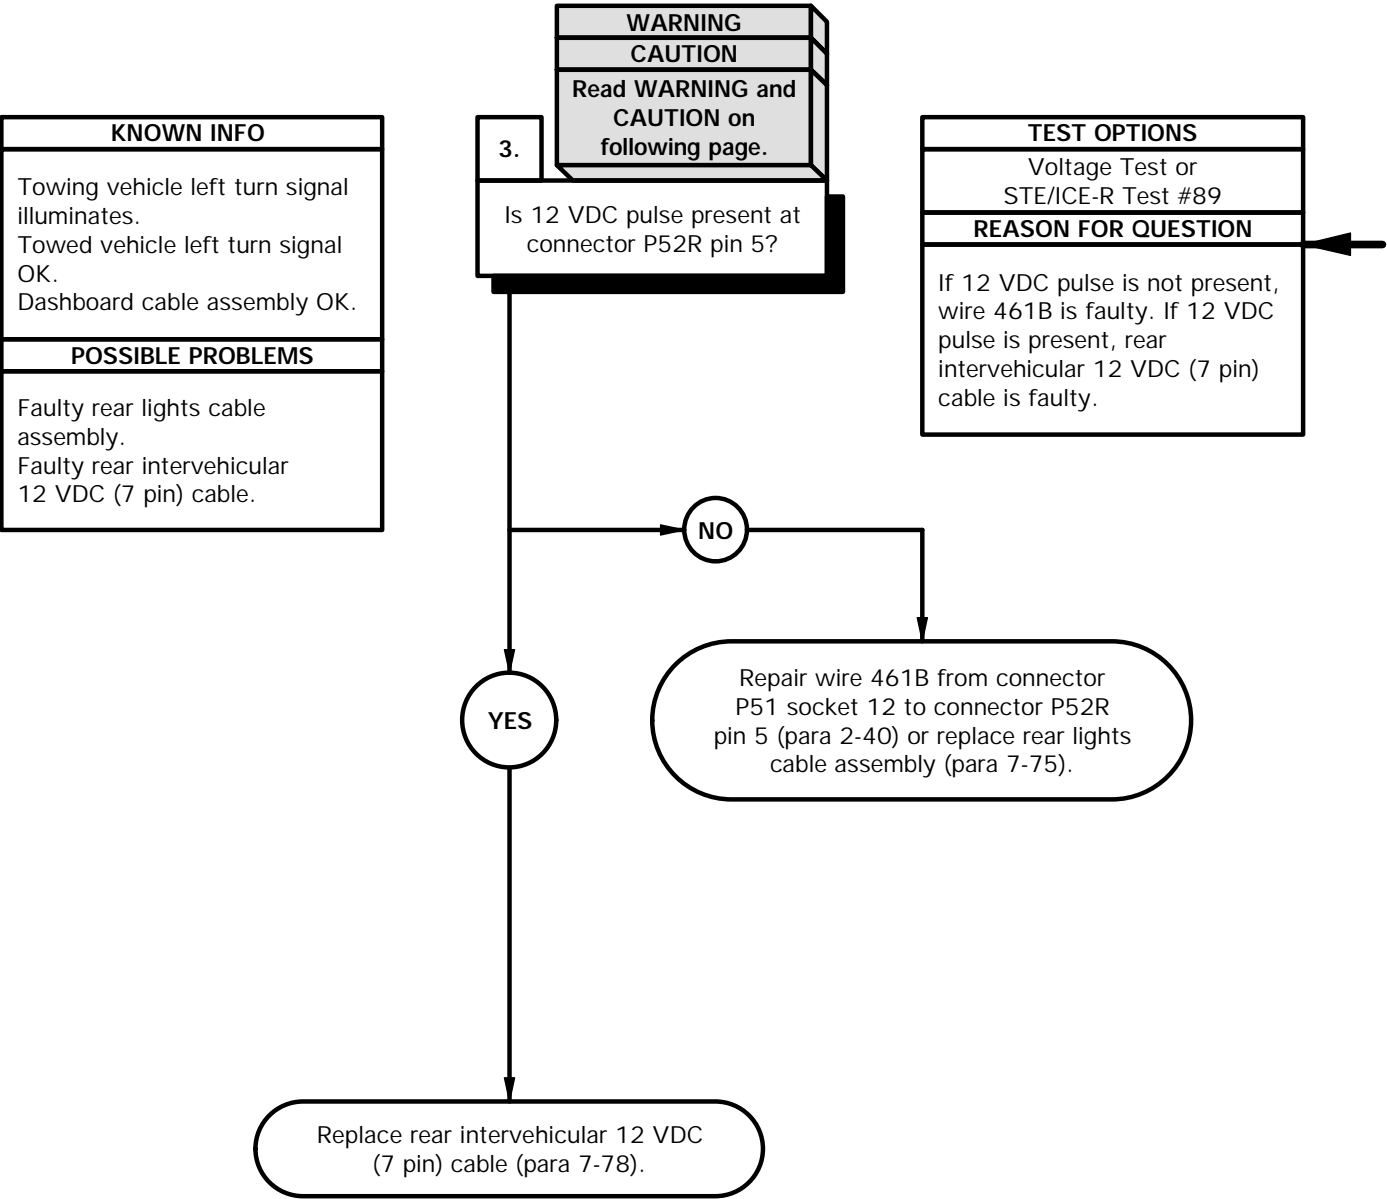 WARNING
CAUTION
Read WARNING and
CAUTION on
following page.
KNOWN INFO
Towing vehicle left turn signal
illuminates.
Towed vehicle left turn signal
OK.
Dashboard cable assembly OK.
POSSIBLE PROBLEMS
Faulty rear lights cable
assembly.
Faulty rear intervehicular
12 VDC (7 pin) cable.
3.
Is 12 VDC pulse present at
connector P52R pin 5?
TEST OPTIONS
Voltage Test or
STE/ICE-R Test #89
REASON FOR QUESTION
If 12 VDC pulse is not present,
wire 461B is faulty. If 12 VDC
pulse is present, rear
intervehicular 12 VDC (7 pin)
cable is faulty.
NO
Repair wire 461B from connector
P51 socket 12 to connector P52R
pin 5 (para 2-40) or replace rear lights
cable assembly (para 7-75).
YES
Replace rear intervehicular 12 VDC
(7 pin) cable (para 7-78).